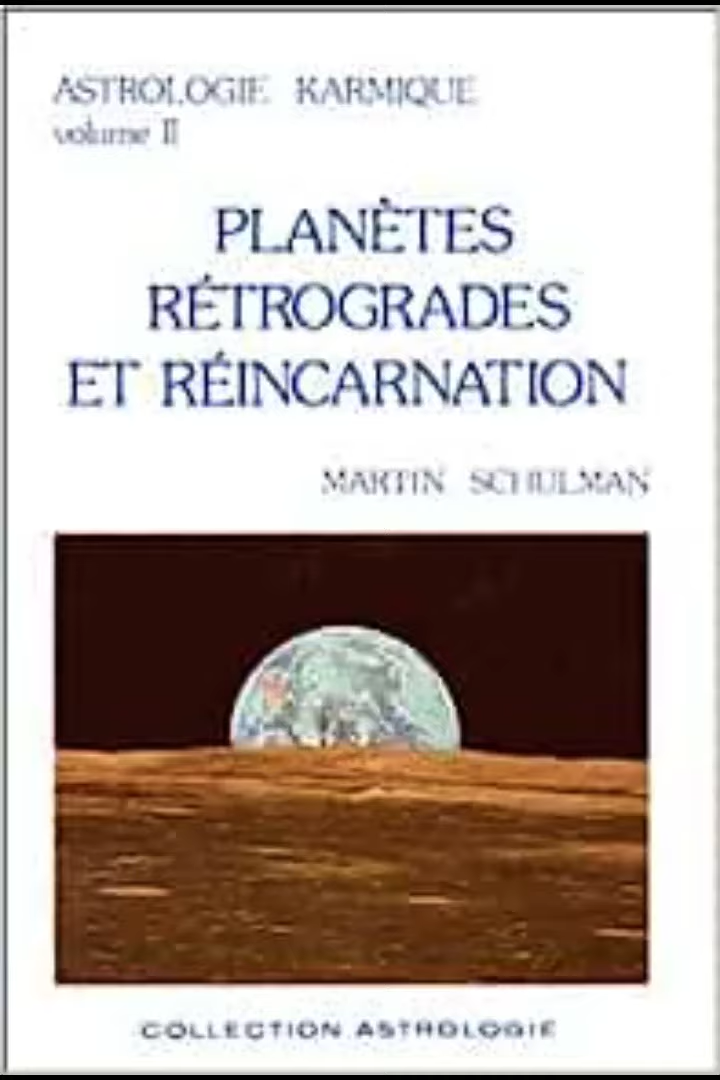 ASTROLOGIE KARMIQUE
volume II
PLANÈTES
RÉTROGRADES
ET RÉINCARNATION
MARTIN SCHULMAN
COLLECTION ASTROLOGIE